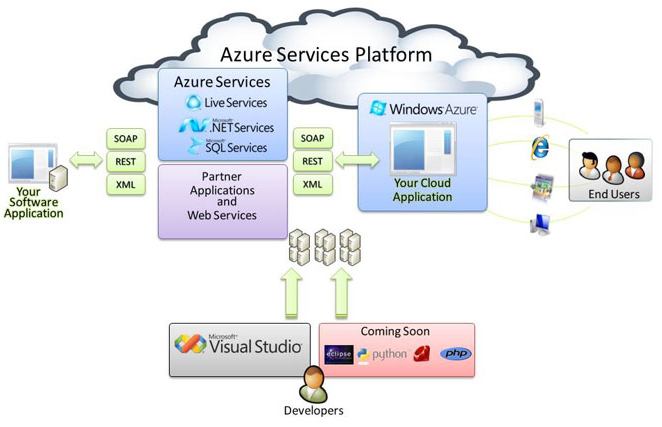 Azure Services Platform
Azure Services
Live Services
Microsoft
.NET Services
Microsoft
SQL Services
SOAP
REST
XML
Your
Software
Application
Partner
Applications
and
Web Services
SOAP
REST
XML
Windows Azure
Your Cloud
Application
End Users
Microsoft
Visual Studio
Coming Soon
eclipse
python
php
Developers